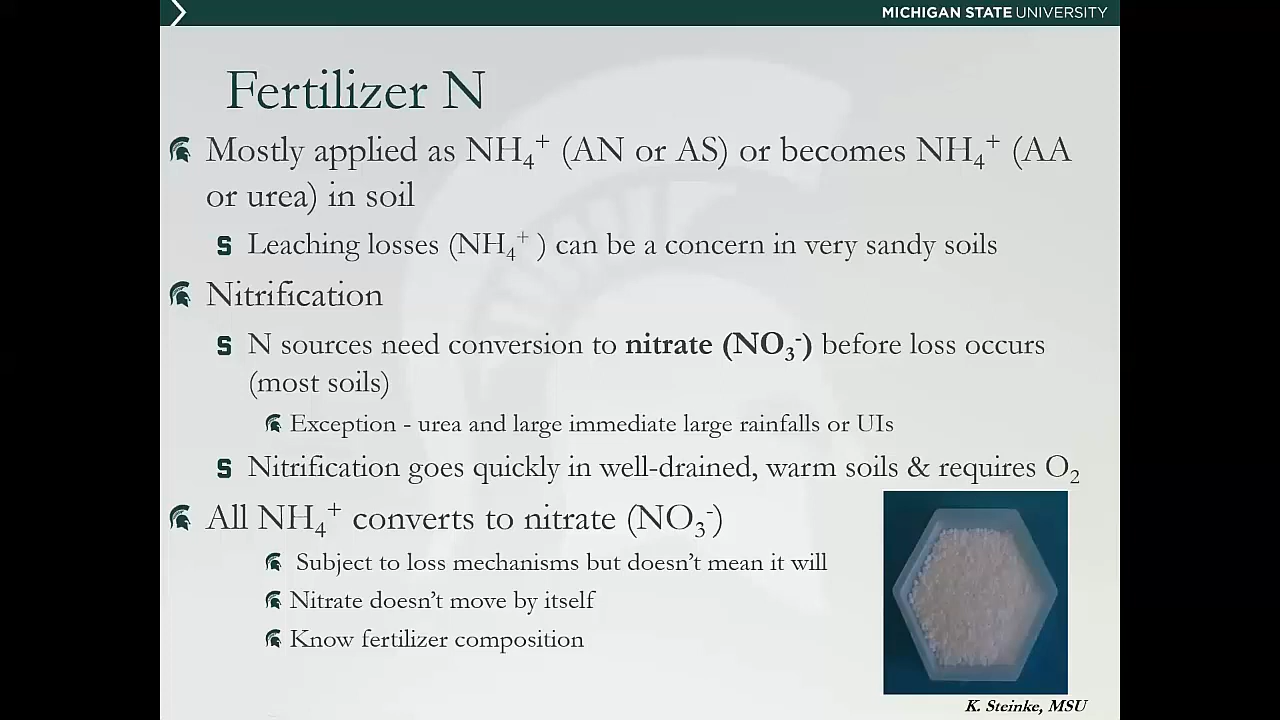 MICHIGAN STATE UNIVERSITY
Fertilizer N
Mostly applied as NH₄⁺ (AN or AS) or becomes NH₄⁺ (AA
or urea) in soil
Leaching losses (NH₄⁺ ) can be a concern in very sandy soils
Nitrification
N sources need conversion to nitrate (NO₃⁻) before loss occurs
(most soils)
Exception - urea and large immediate large rainfalls or UIs
Nitrification goes quickly in well-drained, warm soils & requires O₂
All NH₄⁺ converts to nitrate (NO₃⁻)
Subject to loss mechanisms but doesn’t mean it will
Nitrate doesn’t move by itself
Know fertilizer composition
K. Steinke, MSU